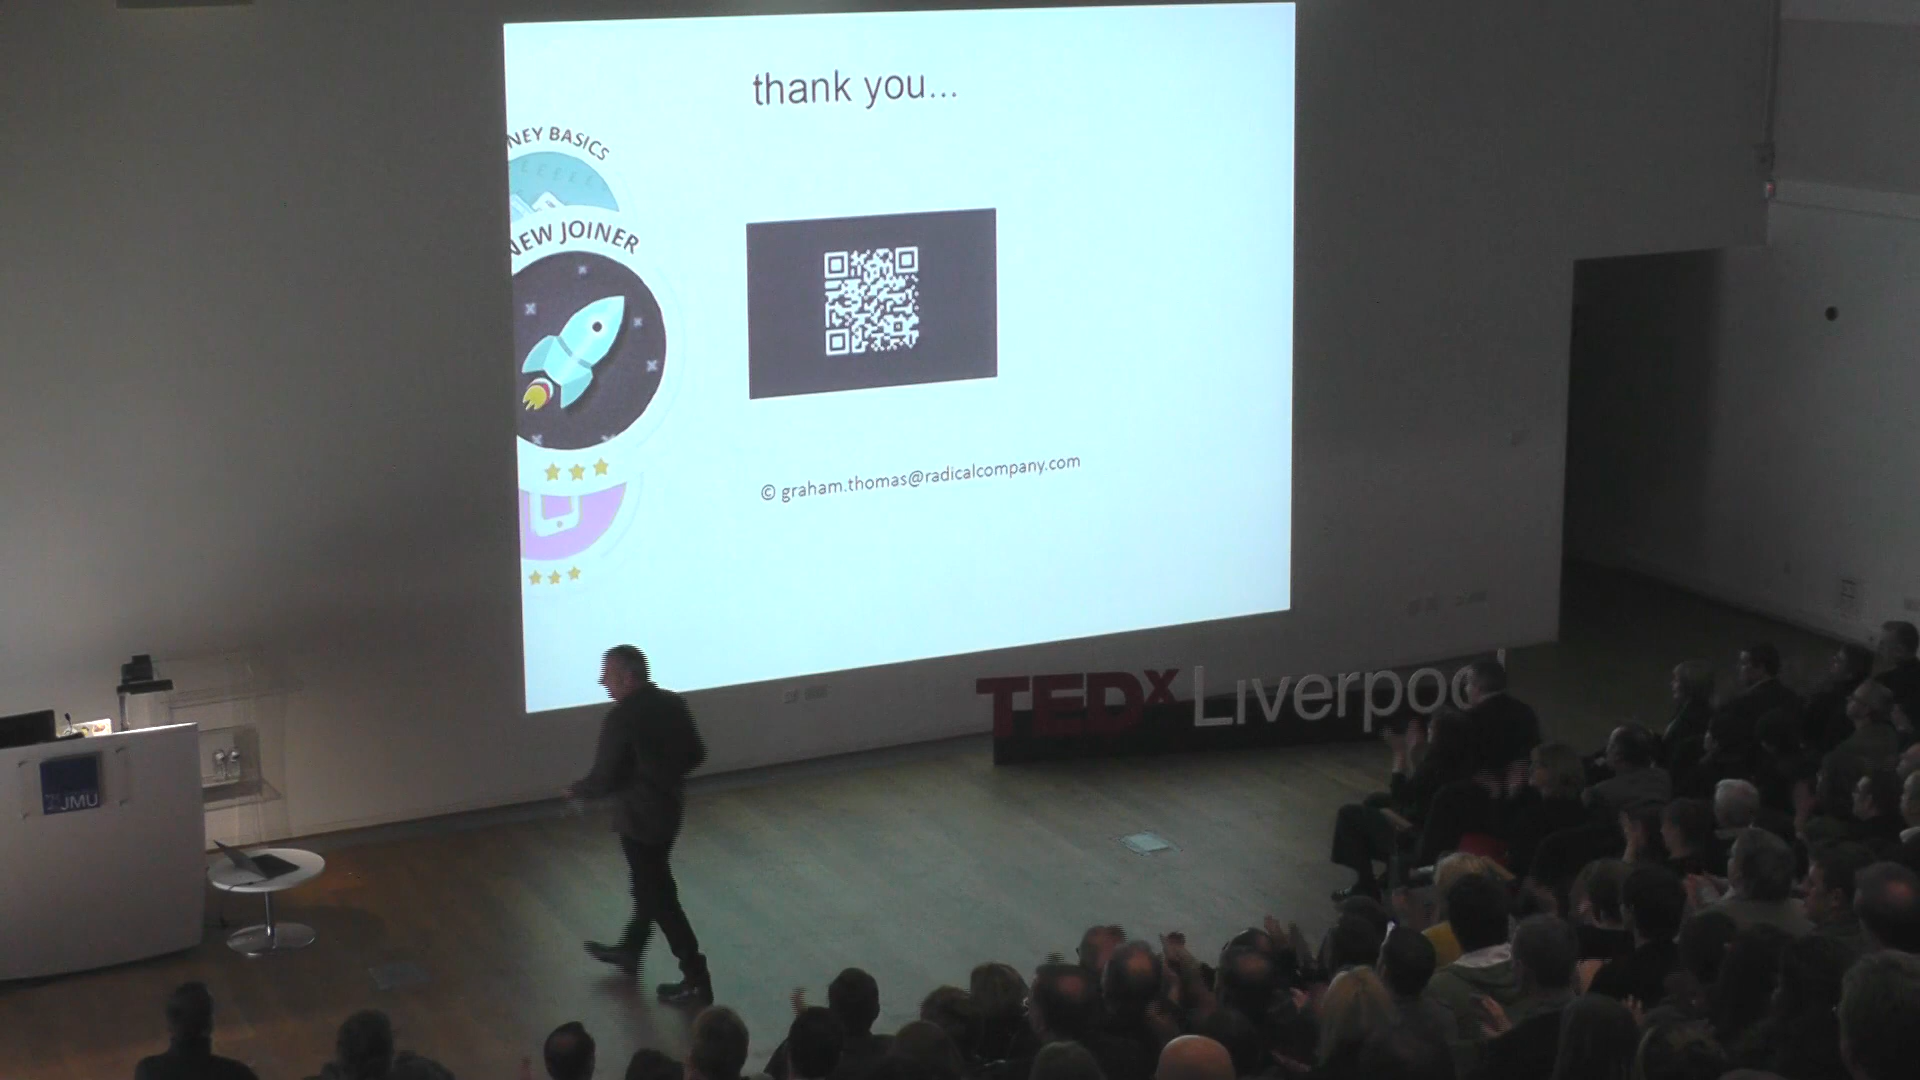 thank you...
NEY BASICS
NEW JOINER
© graham.thomas@radicalcompany.com
TEDx Liverpool
JMU